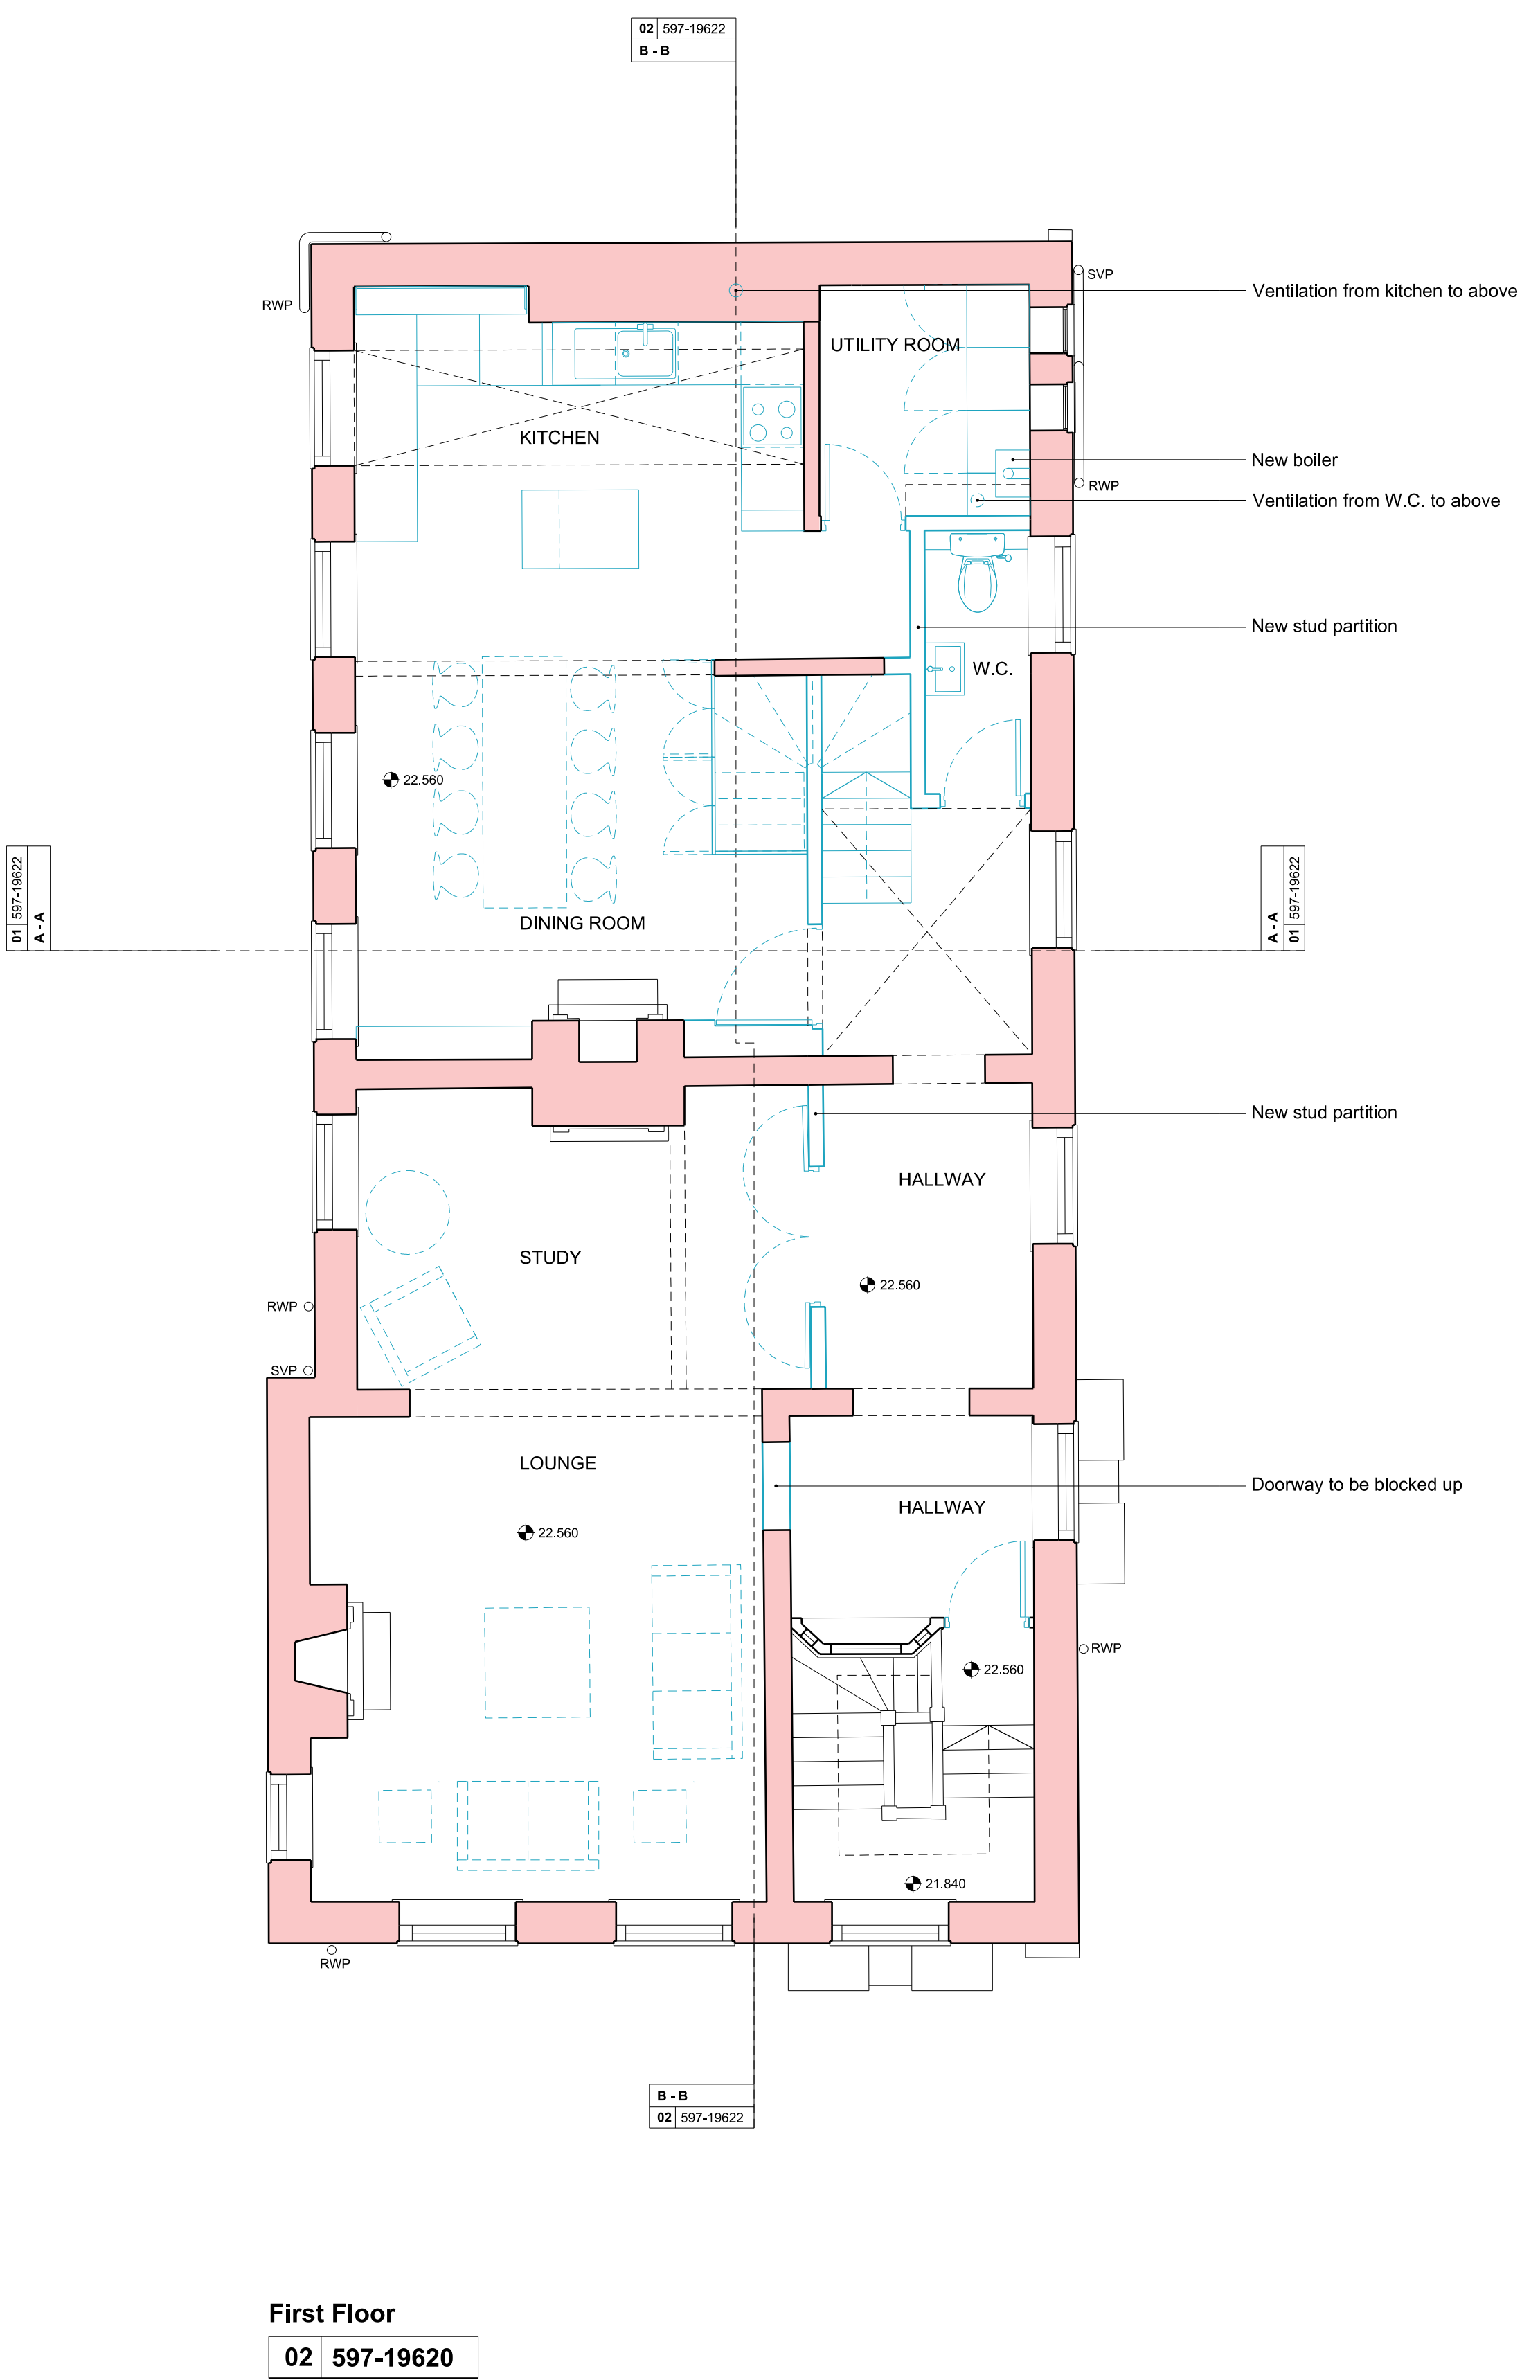 02 597-19622
B - B
SVP
RWP
Ventilation from kitchen to above
UTILITY ROOM
KITCHEN
New boiler
RWP
Ventilation from W.C. to above
New stud partition
W.C.
22.560
01 597-19622
A - A
A - A
01 597-19622
DINING ROOM
New stud partition
HALLWAY
STUDY
22.560
RWP
SVP
LOUNGE
Doorway to be blocked up
HALLWAY
22.560
RWP
22.560
21.840
RWP
B - B
02 597-19622
First Floor
02 597-19620